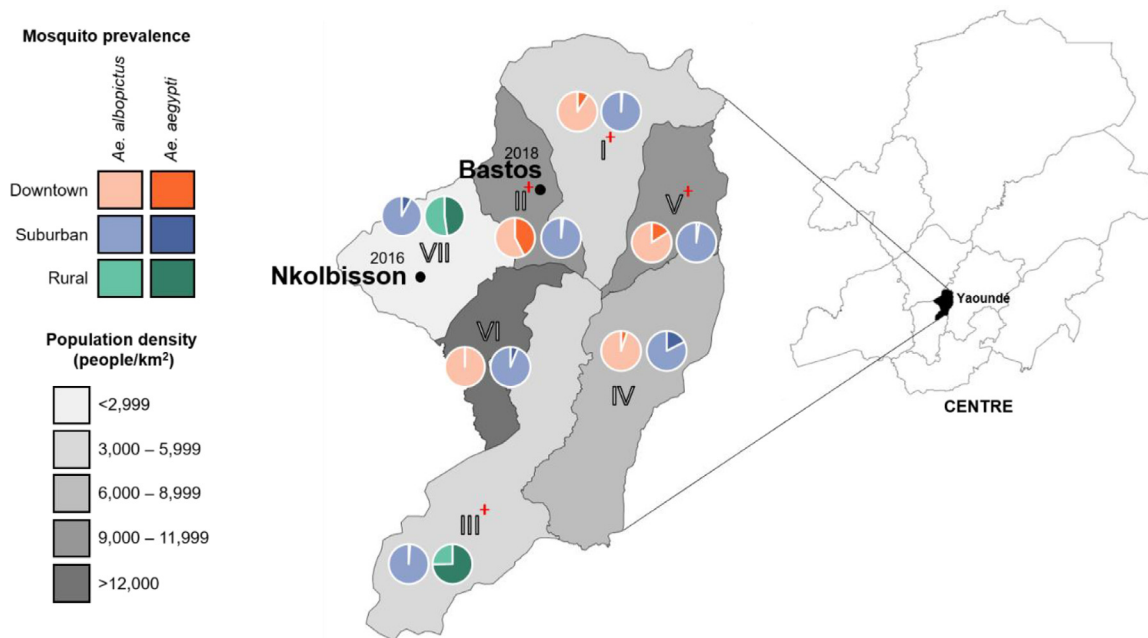 Mosquito prevalence
Ae. albopictus
Ae. aegypti
Downtown
Suburban
Rural
Population density
(people/km²)
<2,999
3,000 – 5,999
6,000 – 8,999
9,000 – 11,999
>12,000
I
2018
Bastos
II
V
VII
2016
Nkolbisson
VI
IV
III
Yaoundé
CENTRE